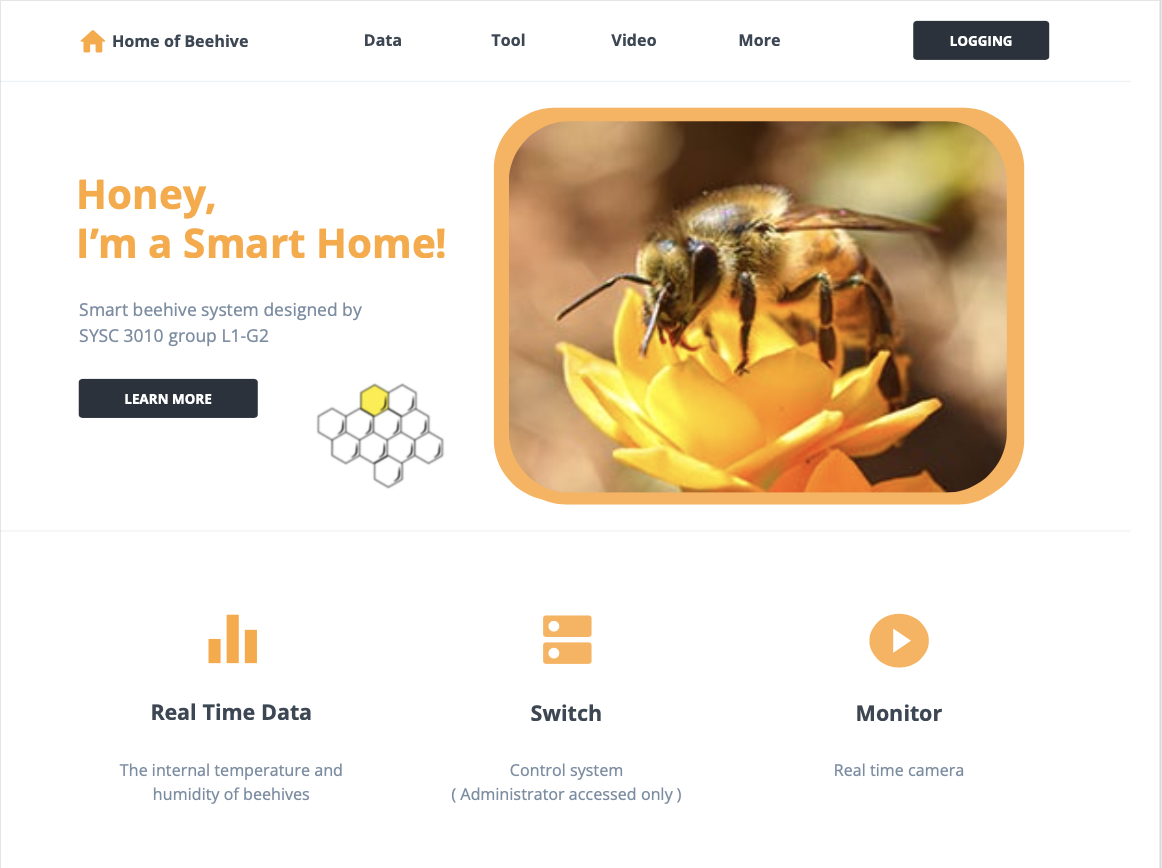 Home of Beehive
Data
Tool
Video
More
LOGGING
Honey,
I’m a Smart Home!
Smart beehive system designed by
SYSC 3010 group L1-G2
LEARN MORE
Real Time Data
The internal temperature and
humidity of beehives
Switch
Control system
( Administrator accessed only )
Monitor
Real time camera